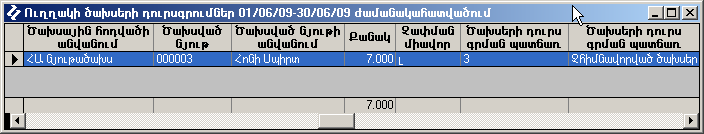 Ուղղակի ծախսերի դուրսգրումներ 01/06/09-30/06/09 ժամանակահատվածում
Ծախսային հոդվածի անվանում Ծախսված Նյութ Ծախսված Նյութի անվանում Քանակ Չափման միավոր Ծախսերի դուրս գրման պատճառ Ծախսերի դուրս գրման պատճառ
ՀԱ Նյութածախս 000003 Հոնի Սպիրտ 7.000 լ 3 Չհիմնավորված ծախսեր
7.000